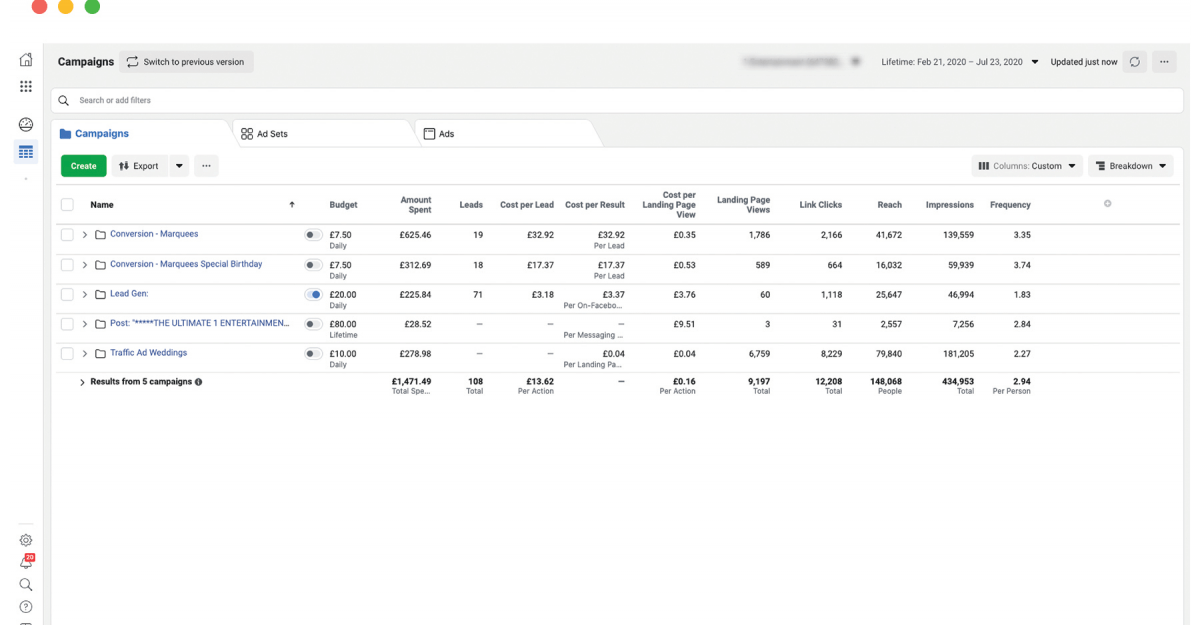 Campaigns Switch to previous version Lifetime: Feb 21, 2020 – Jul 23, 2020 Updated just now
Search or add filters
Campaigns Ad Sets Ads
Create Export Columns: Custom Breakdown
Name Budget Amount Spent Leads Cost per Lead Cost per Result Cost per Landing Page View Landing Page Views Link Clicks Reach Impressions Frequency
Conversion - Marquees £7.50 £625.46 19 £32.92 £32.92 £0.35 1,786 2,166 41,672 139,559 3.35
Daily Per Lead
Conversion - Marquees Special Birthday £7.50 £312.69 18 £17.37 £17.37 £0.53 589 664 16,032 59,939 3.74
Daily Per Lead
Lead Gen: £20.00 £225.84 71 £3.18 £3.37 £3.76 60 1,118 25,647 46,994 1.83
Daily Per On-Facebo...
Post: "*****THE ULTIMATE 1 ENTERTAINMEN... £80.00 £28.52 — — — £9.51 3 31 2,557 7,256 2.84
Lifetime Per Messaging ...
Traffic Ad Weddings £10.00 £278.98 — — £0.04 £0.04 6,759 8,229 79,840 181,205 2.27
Daily Per Landing Pa...
Results from 5 campaigns £1,471.49 108 £13.62 — £0.16 9,197 12,208 148,068 434,953 2.94
Total Spe... Total Per Action Per Action Total Total People Total Per Person
20